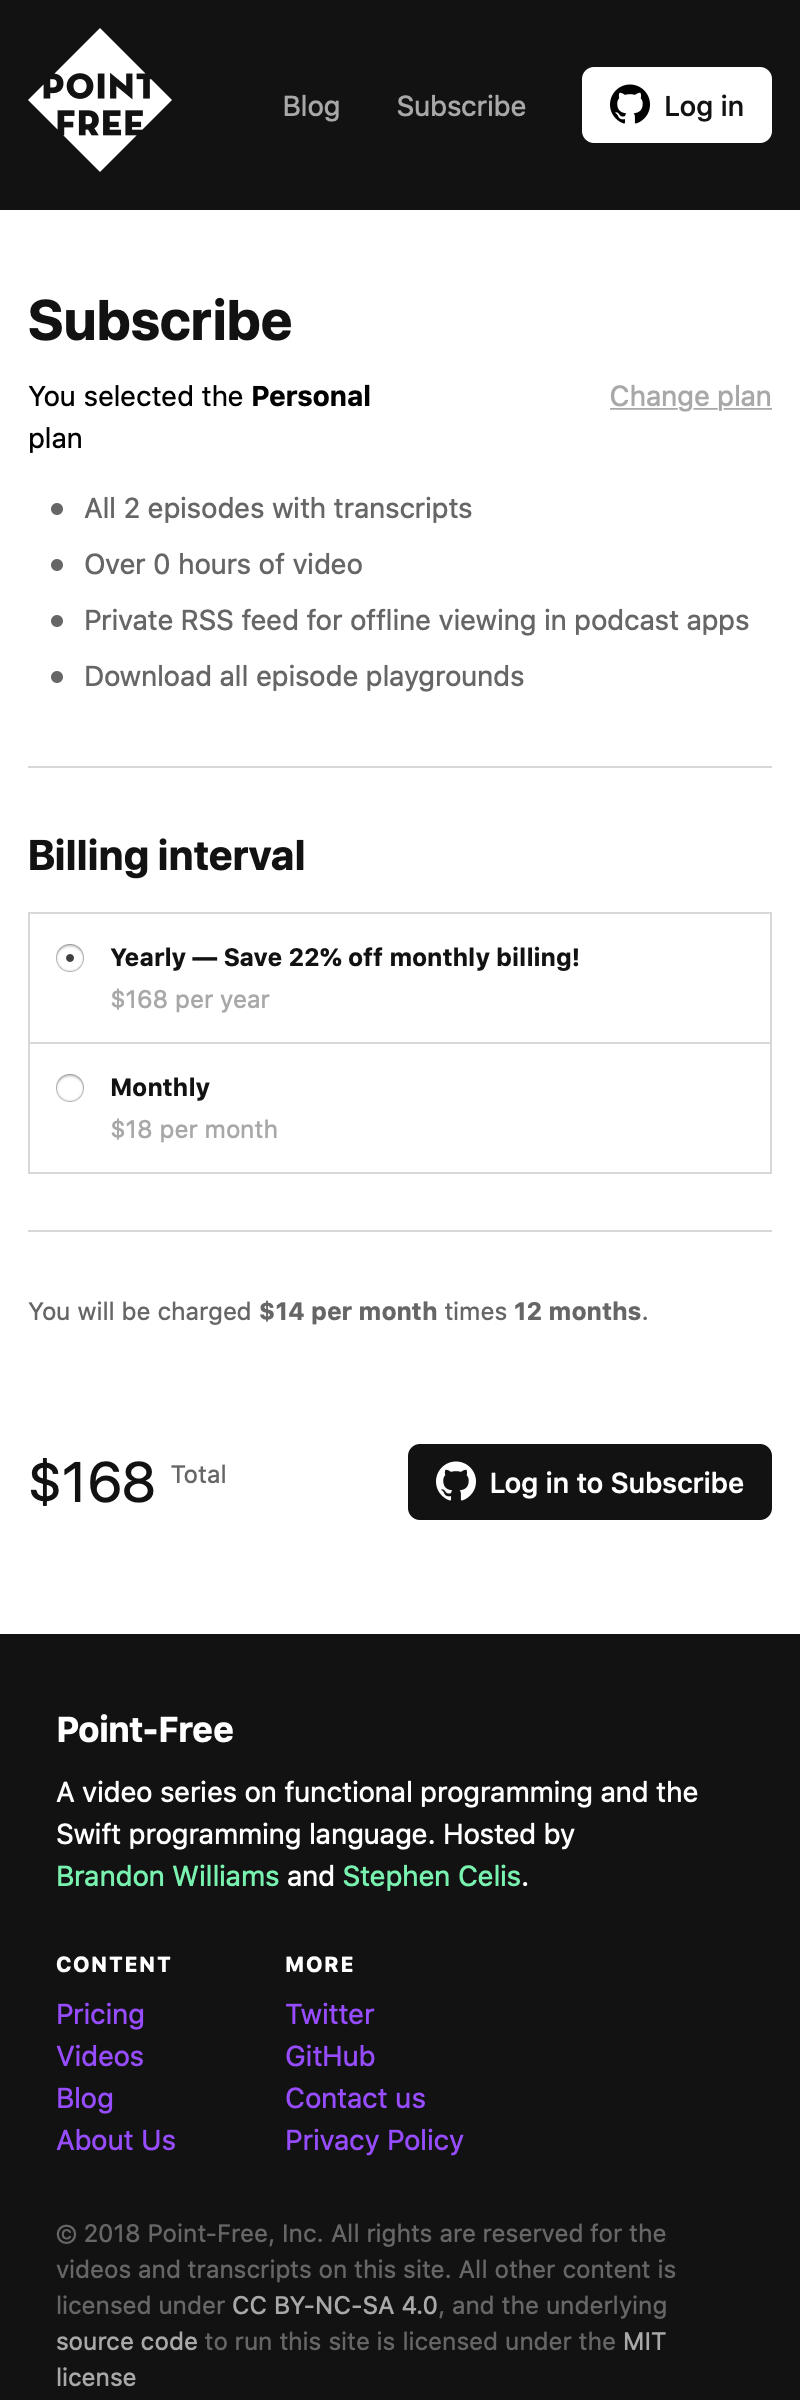 POINT
FREE
Blog
Subscribe
Log in
Subscribe
You selected the Personal
plan
Change plan
All 2 episodes with transcripts
Over 0 hours of video
Private RSS feed for offline viewing in podcast apps
Download all episode playgrounds
Billing interval
Yearly — Save 22% off monthly billing!
$168 per year
Monthly
$18 per month
You will be charged $14 per month times 12 months.
$168 Total
Log in to Subscribe
Point-Free
A video series on functional programming and the
Swift programming language. Hosted by
Brandon Williams and Stephen Celis.
CONTENT
Pricing
Videos
Blog
About Us
MORE
Twitter
GitHub
Contact us
Privacy Policy
© 2018 Point-Free, Inc. All rights are reserved for the
videos and transcripts on this site. All other content is
licensed under CC BY-NC-SA 4.0, and the underlying
source code to run this site is licensed under the MIT
license